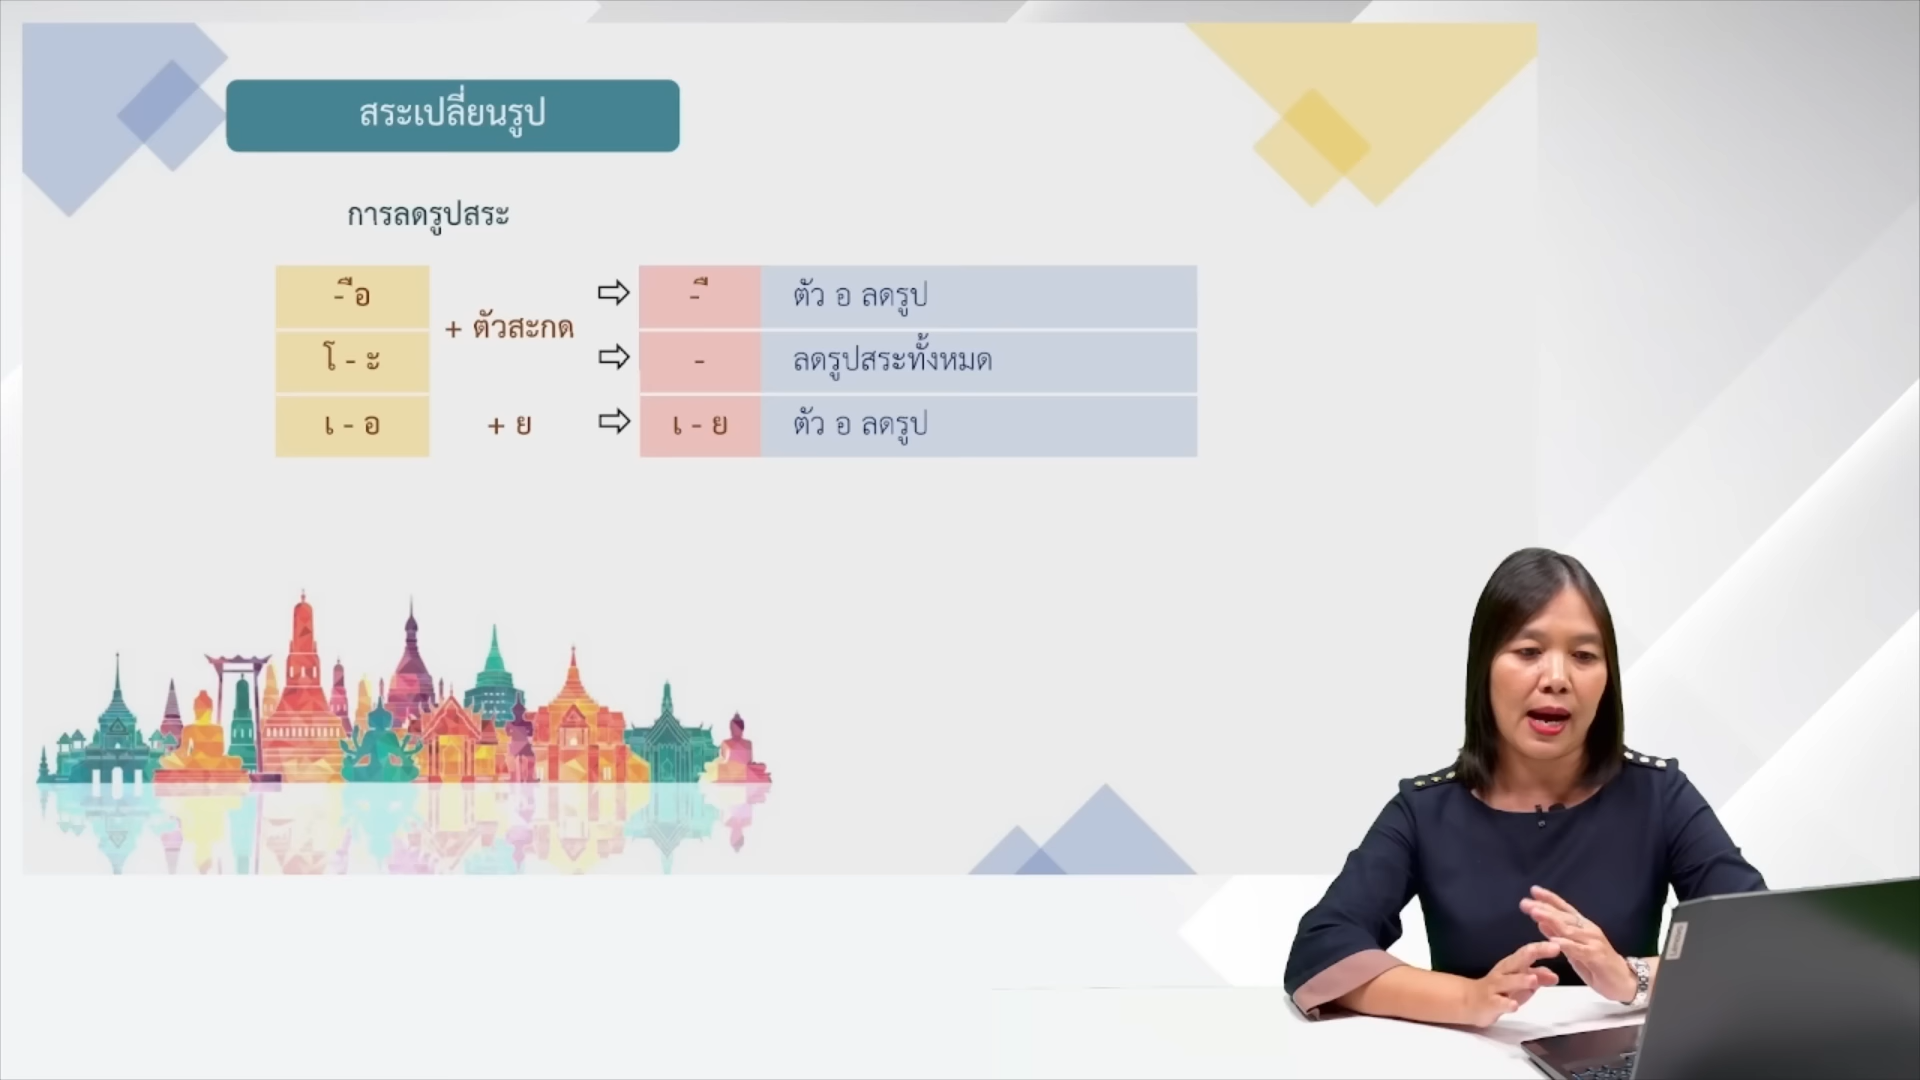 สระเปลี่ยนรูป
การลดรูปสระ
-ือ + ตัวสะกด ⇨ -ื ตัว อ ลดรูป
โ - ะ ⇨ - ลดรูปสระทั้งหมด
เ - อ + ย ⇨ เ - ย ตัว อ ลดรูป
Lenovo